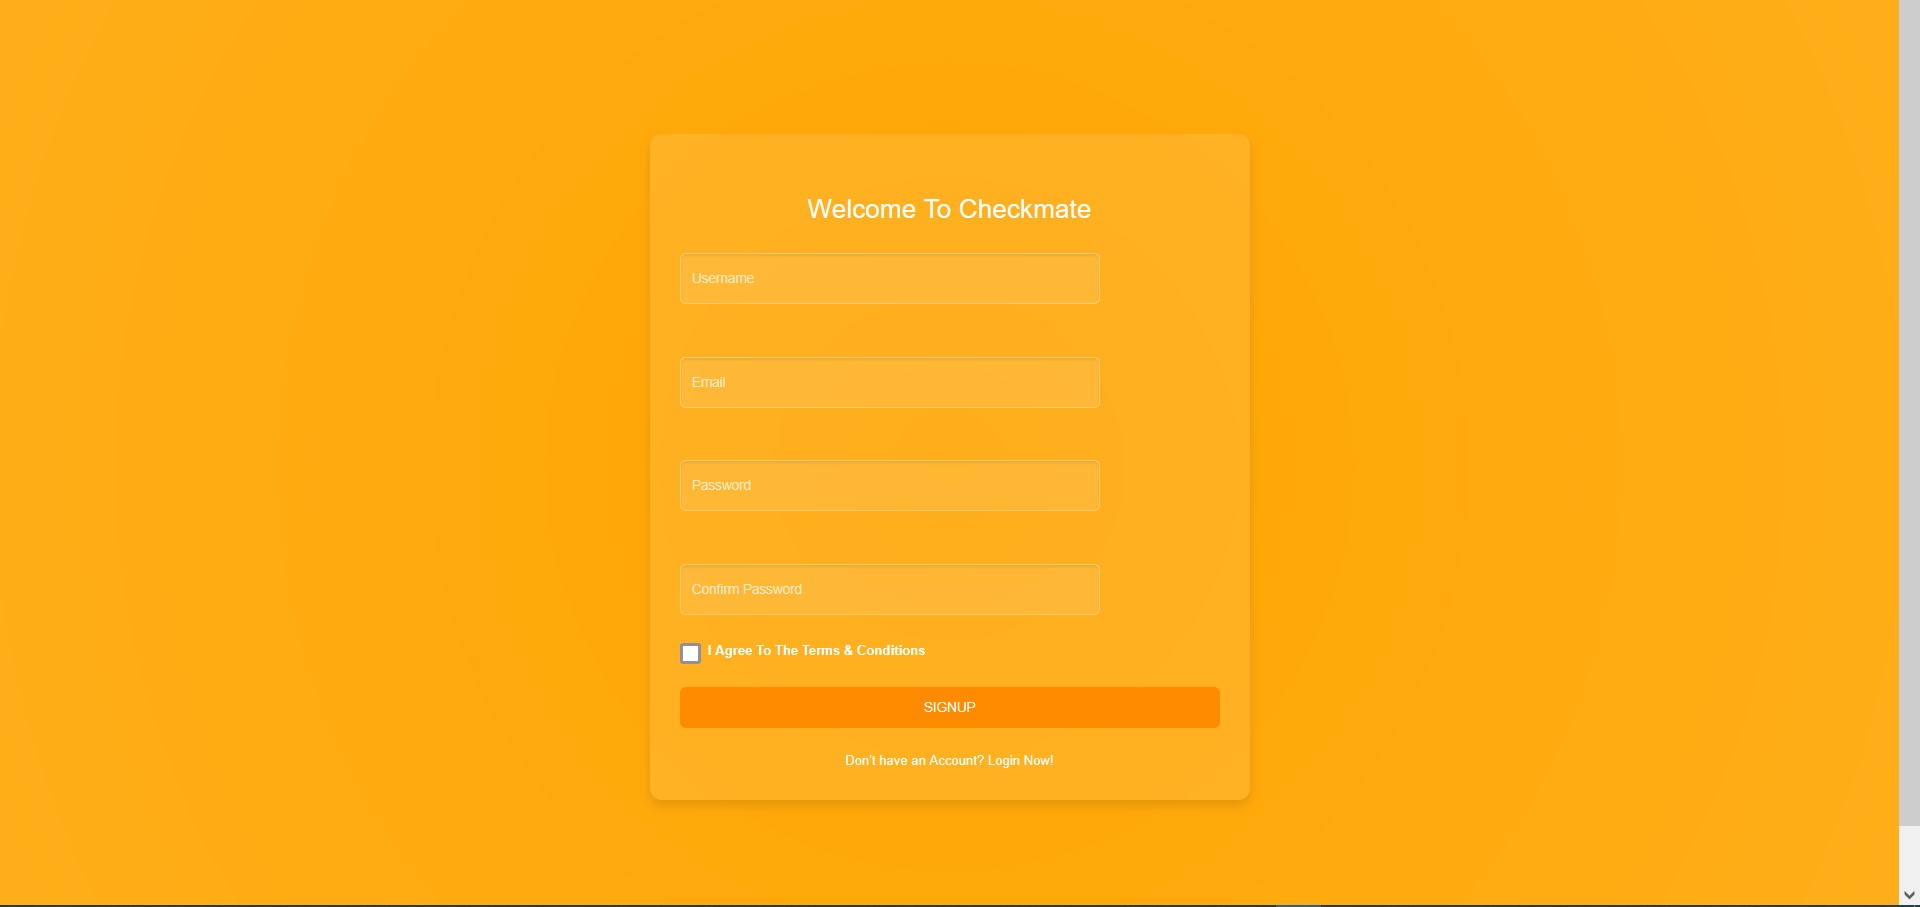 Welcome To Checkmate
Username
Email
Password
Confirm Password
I Agree To The Terms & Conditions
SIGNUP
Don't have an Account? Login Now!